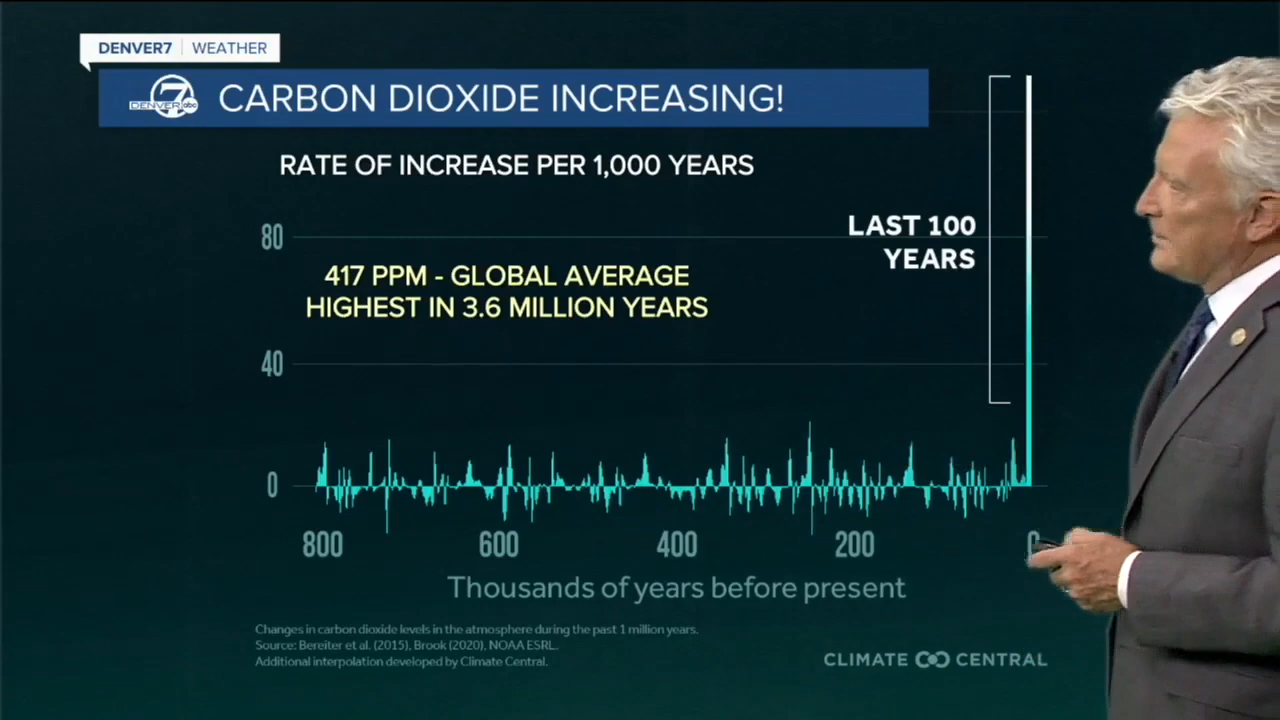 DENVER7 | WEATHER
7 DENVER abc
CARBON DIOXIDE INCREASING!
RATE OF INCREASE PER 1,000 YEARS
LAST 100
YEARS
80
417 PPM - GLOBAL AVERAGE
HIGHEST IN 3.6 MILLION YEARS
40
0
800 600 400 200
Thousands of years before present
Changes in carbon dioxide levels in the atmosphere during the past 1 million years.
Source: Bereiter et al. (2015), Brook (2020), NOAA ESRL.
Additional interpolation developed by Climate Central.
CLIMATE CENTRAL